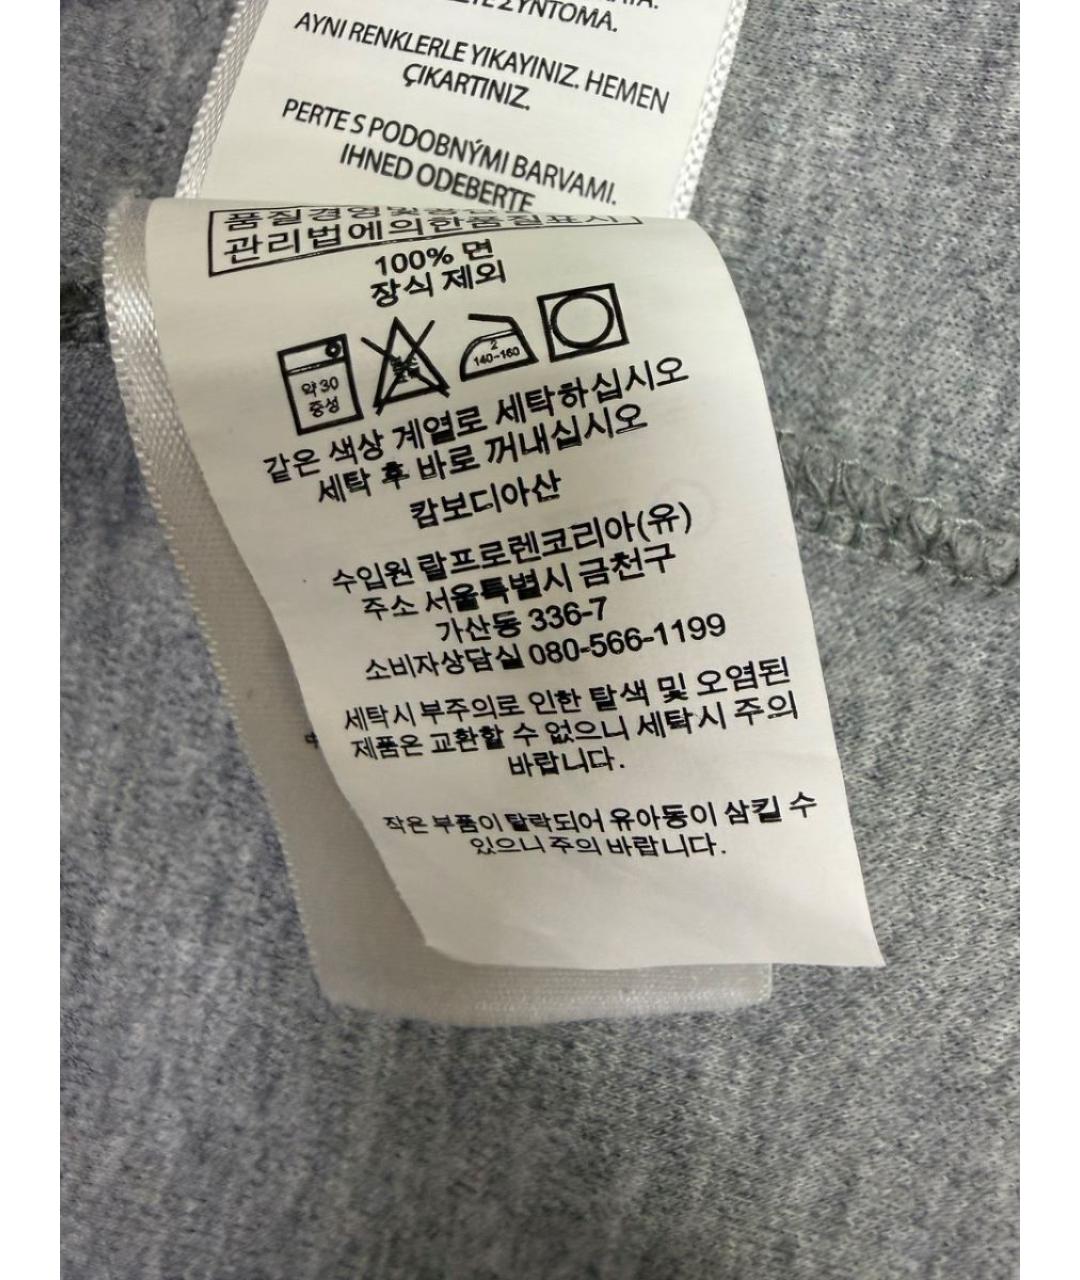 ΣΥΝΤΟΜΑ.
AYNI RENKLERLE YIKAYINIZ. HEMEN
ÇIKARTINIZ.
PERTE S PODOBNÝMI BARVAMI.
IHNED ODEBERTE
품질경영및
관리법에의한품질표시
100% 면
장식 제외
약 30
중성
2
140-160
같은 색상 계열로 세탁하십시오
세탁 후 바로 꺼내십시오
캄보디아산
수입원 랄프로렌코리아(유)
주소 서울특별시 금천구
가산동 336-7
소비자상담실 080-566-1199
세탁시 부주의로 인한 탈색 및 오염된
제품은 교환할 수 없으니 세탁시 주의
바랍니다.
작은 부품이 탈락되어 유아동이 삼킬 수
있으니 주의 바랍니다.